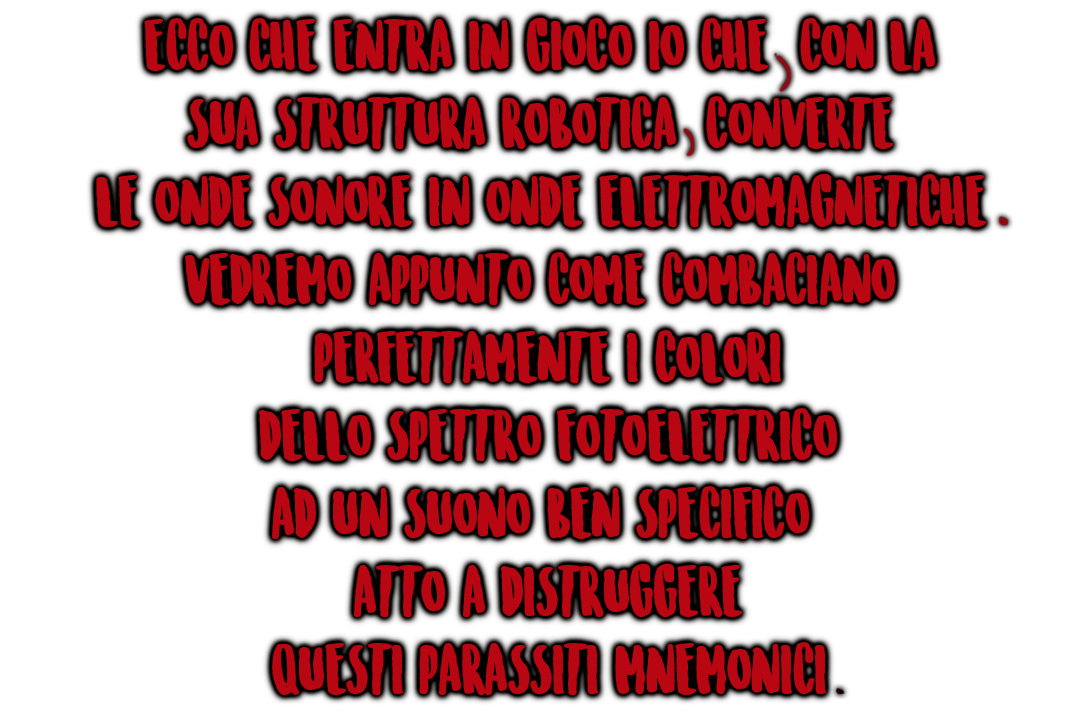 ECCO CHE ENTRA IN GIOCO IO CHE, CON LA
SUA STRUTTURA ROBOTICA, CONVERTE
LE ONDE SONORE IN ONDE ELETTROMAGNETICHE.
VEDREMO APPUNTO COME COMBACIANO
PERFETTAMENTE I COLORI
DELLO SPETTRO FOTOELETTRICO
AD UN SUONO BEN SPECIFICO
ATTO A DISTRUGGERE
QUESTI PARASSITI MNEMONICI.